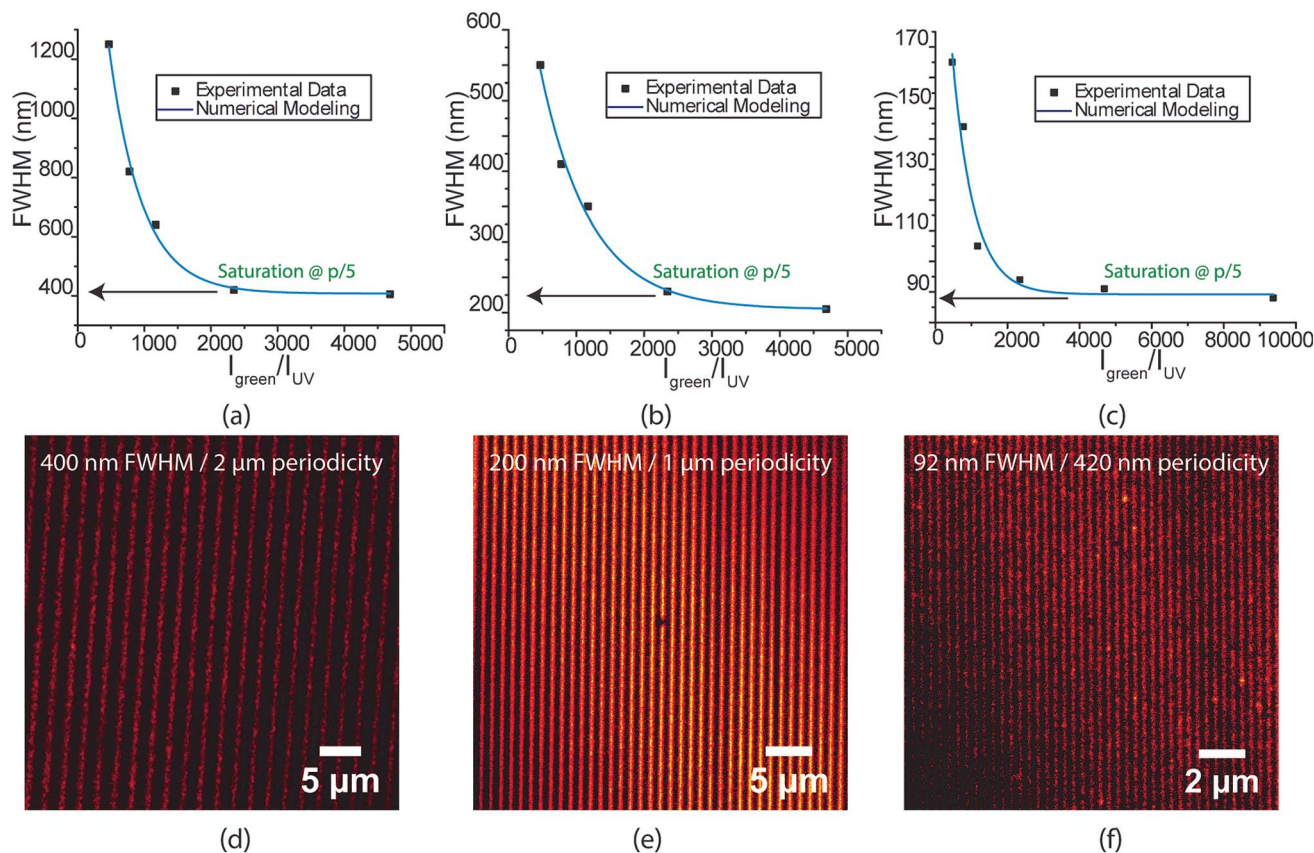 1200
1000
800
600
400
FWHM (nm)
Experimental Data
Numerical Modeling
Saturation @ p/5
0 1000 2000 3000 4000 5000
Igreen/IUV
(a)
600
550
450
400
350
250
200
FWHM (nm)
Experimental Data
Numerical Modeling
Saturation @ p/5
0 1000 2000 3000 4000 5000
Igreen/IUV
(b)
170
150
130
110
90
FWHM (nm)
Experimental Data
Numerical Modeling
Saturation @ p/5
0 2000 4000 6000 8000 10000
Igreen/IUV
(c)
400 nm FWHM / 2 µm periodicity
5 µm
(d)
200 nm FWHM / 1 µm periodicity
5 µm
(e)
92 nm FWHM / 420 nm periodicity
2 µm
(f)